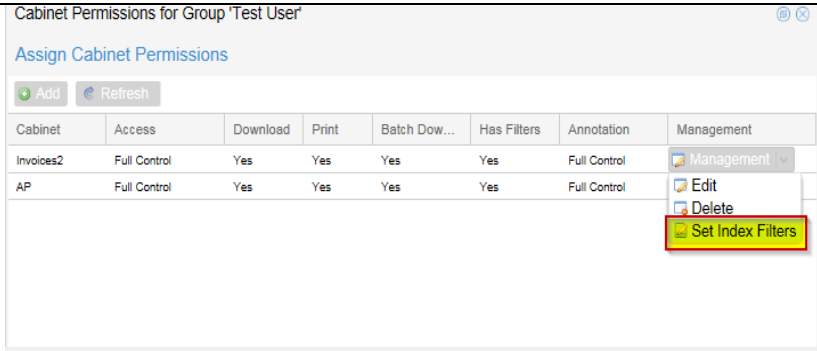 Cabinet Permissions for Group 'Test User'
Assign Cabinet Permissions
Add Refresh
Cabinet Access Download Print Batch Dow... Has Filters Annotation Management
Invoices2 Full Control Yes Yes Yes Yes Full Control Management
AP Full Control Yes Yes Yes Yes Full Control
Edit
Delete
Set Index Filters